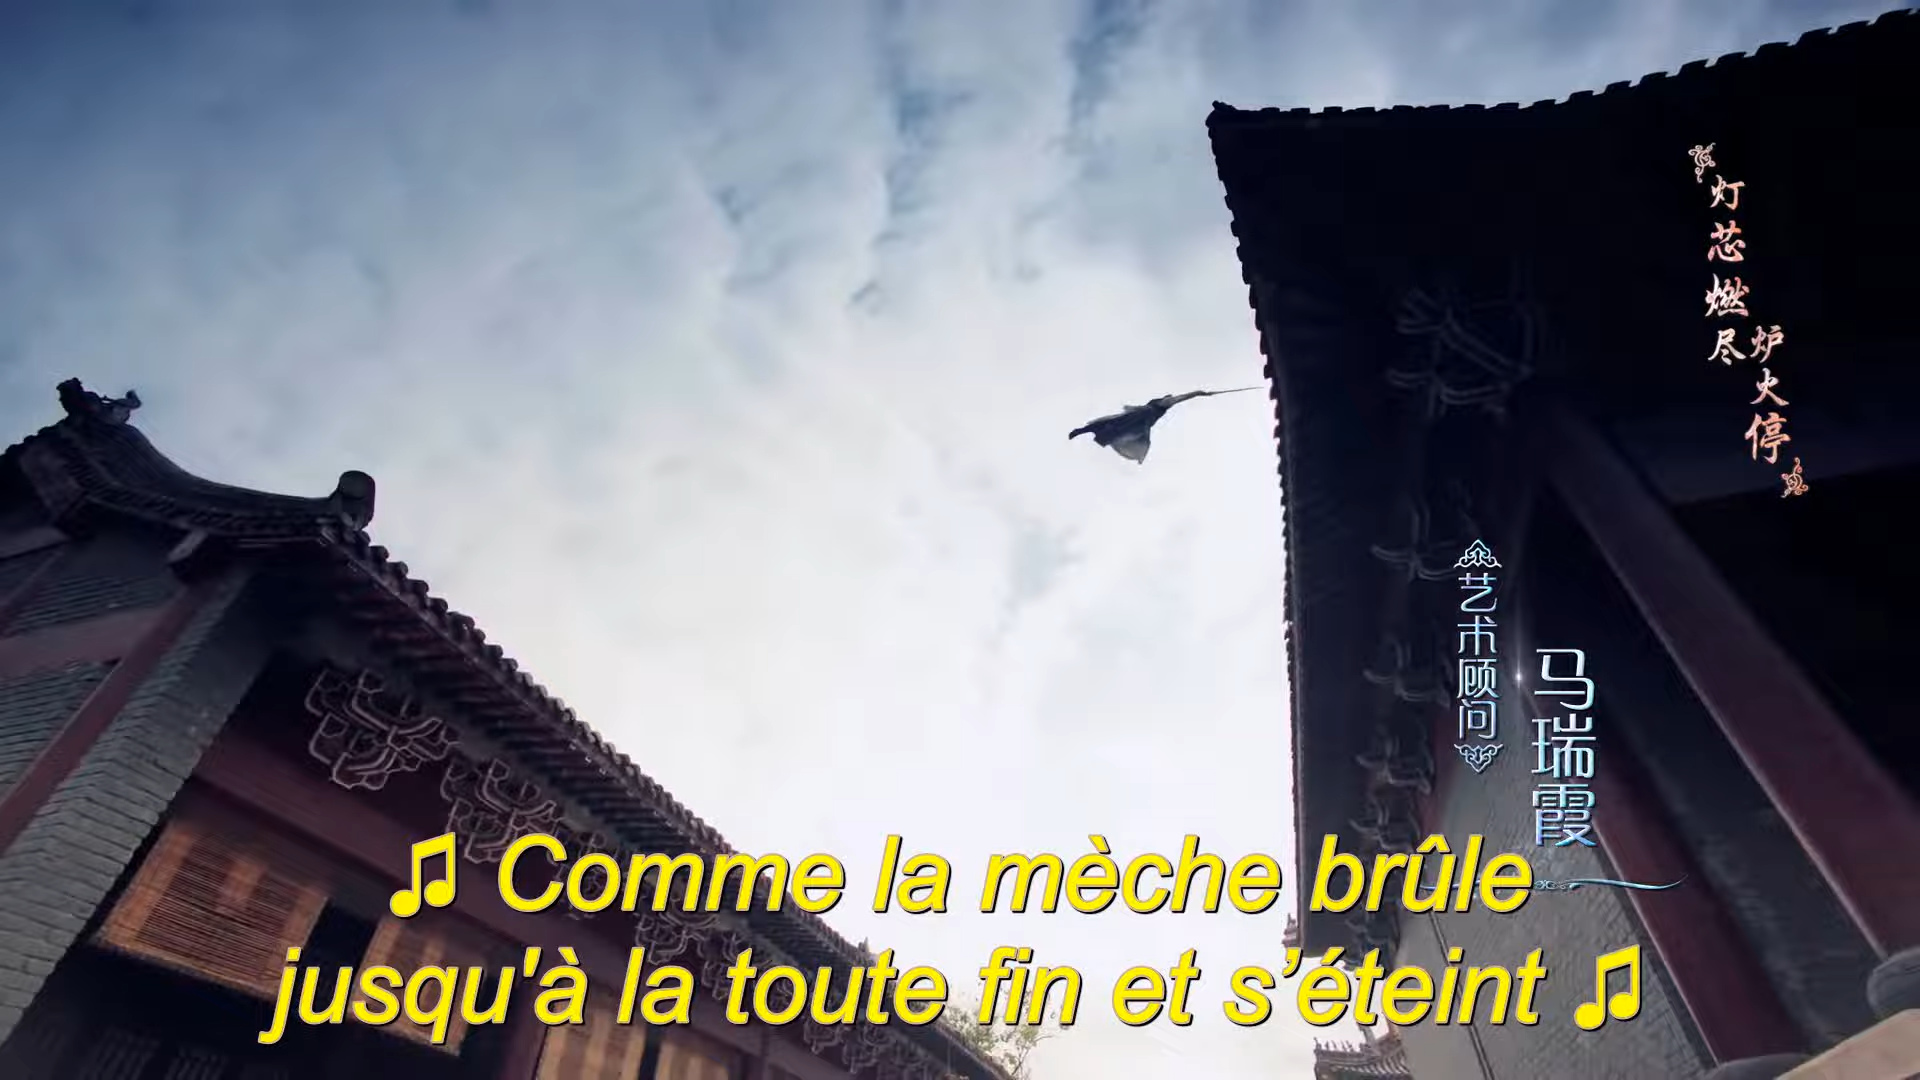 灯芯燃尽
炉火停
艺术顾问
马瑞霞
♫ Comme la mèche brûle
jusqu'à la toute fin et s’éteint ♫